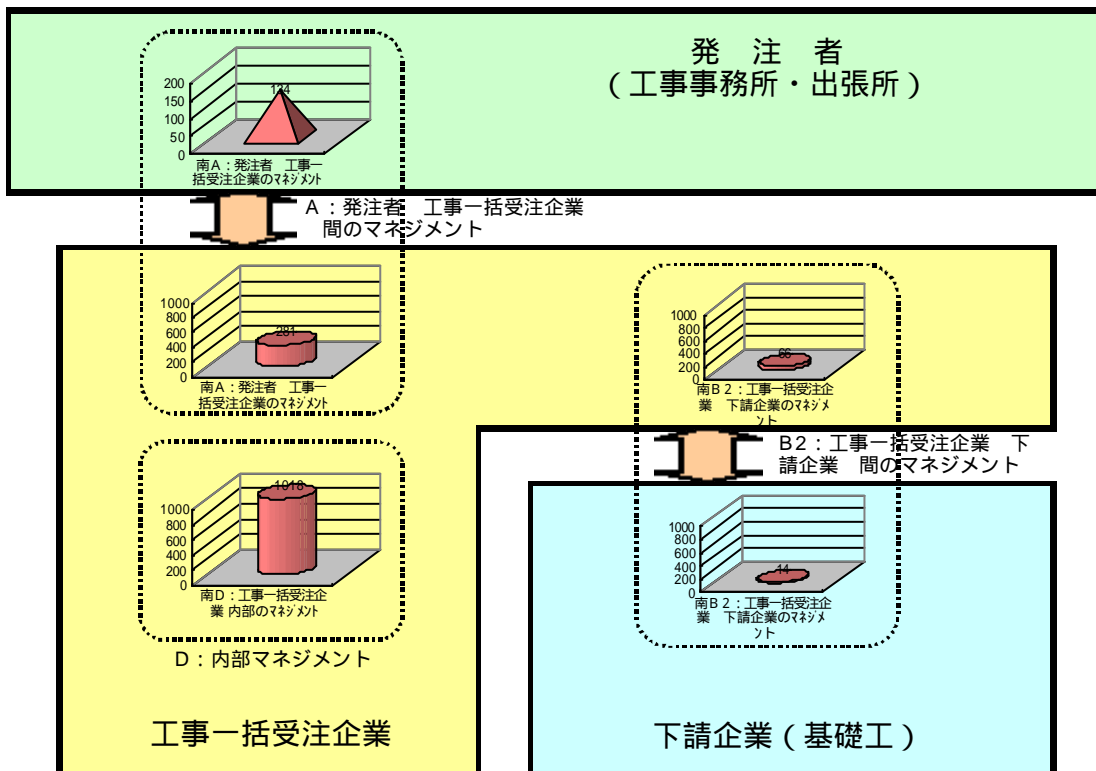 発 注 者
（工事事務所・出張所）
200
150
100
50
0
南A：発注者 工事一
括受注企業のマネジメント
A：発注者 工事一括受注企業
間のマネジメント
1000
800
600
400
200
0
281
南A：発注者 工事一
括受注企業のマネジメント
1000
800
600
400
200
0
66
南B2：工事一括受注企
業 下請企業のマネジメ
ント
B2：工事一括受注企業 下
請企業 間のマネジメント
1000
800
600
400
200
0
1018
南D：工事一括受注企
業内部のマネジメント
D：内部マネジメント
1000
800
600
400
200
0
14
南B2：工事一括受注企
業 下請企業のマネジメ
ント
工事一括受注企業
下請企業（基礎工）